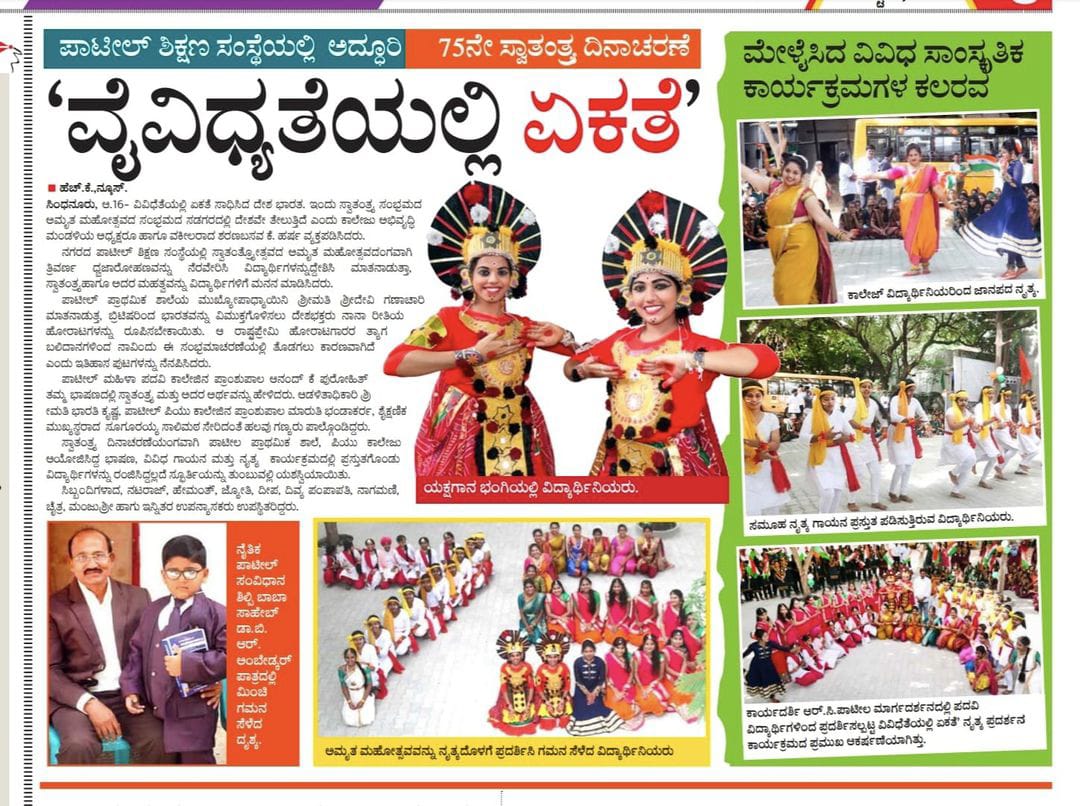 ಪಾಟೀಲ್ ಶಿಕ್ಷಣ ಸಂಸ್ಥೆಯಲ್ಲಿ ಅದ್ಧೂರಿ
75ನೇ ಸ್ವಾತಂತ್ರ್ಯ ದಿನಾಚರಣೆ
‘ವೈವಿಧ್ಯತೆಯಲ್ಲಿ ಏಕತೆ’
ಹೆಚ್.ಕೆ.,ನ್ಯೂಸ್.
ಸಿಂಧನೂರು, ಆ.16- ವಿವಿಧೆತೆಯಲ್ಲಿ ಏಕತೆ ಸಾಧಿಸಿದ ದೇಶ ಭಾರತ. ಇಂದು ಸ್ವಾತಂತ್ರ್ಯ ಸಂಭ್ರಮದ
ಅಮೃತ ಮಹೋತ್ಸವದ ಸಂಭ್ರಮದ ಸಡಗರದಲ್ಲಿ ದೇಶವೇ ತೇಲುತ್ತಿದೆ ಎಂದು ಕಾಲೇಜು ಅಭಿವೃದ್ಧಿ
ಮಂಡಳಿಯ ಅಧ್ಯಕ್ಷರೂ ಹಾಗೂ ವಕೀಲರಾದ ಶರಣಬಸವ ಕೆ. ಹರ್ಷ ವ್ಯಕ್ತಪಡಿಸಿದರು.
ನಗರದ ಪಾಟೀಲ್ ಶಿಕ್ಷಣ ಸಂಸ್ಥೆಯಲ್ಲಿ ಸ್ವಾತಂತ್ರ್ಯೋತ್ಸವದ ಅಮೃತ ಮಹೋತ್ಸವದಂಗವಾಗಿ
ತ್ರಿವರ್ಣ ಧ್ವಜಾರೋಹಣವನ್ನು ನೆರವೇರಿಸಿ ವಿದ್ಯಾರ್ಥಿಗಳನ್ನುದ್ದೇಶಿಸಿ ಮಾತನಾಡುತ್ತಾ,
ಸ್ವಾತಂತ್ರ್ಯ ಹಾಗೂ ಅದರ ಮಹತ್ವವನ್ನು ವಿದ್ಯಾರ್ಥಿಗಳಿಗೆ ಮನನ ಮಾಡಿಸಿದರು.
ಪಾಟೀಲ್ ಪ್ರಾಥಮಿಕ ಶಾಲೆಯ ಮುಖ್ಯೋಪಾಧ್ಯಾಯಿನಿ ಶ್ರೀಮತಿ ಶ್ರೀದೇವಿ ಗಣಾಚಾರಿ
ಮಾತನಾಡುತ್ತ, ಬ್ರಿಟಿಷರಿಂದ ಭಾರತವನ್ನು ವಿಮುಕ್ತಗೊಳಿಸಲು ದೇಶಭಕ್ತರು ನಾನಾ ರೀತಿಯ
ಹೋರಾಟಗಳನ್ನು ರೂಪಿಸಬೇಕಾಯಿತು. ಆ ರಾಷ್ಟ್ರಪ್ರೇಮಿ ಹೋರಾಟಗಾರರ ತ್ಯಾಗ
ಬಲಿದಾನಗಳಿಂದ ನಾವಿಂದು ಈ ಸಂಭ್ರಮಾಚರಣೆಯಲ್ಲಿ ತೊಡಗಲು ಕಾರಣವಾಗಿದೆ
ಎಂದು ಇತಿಹಾಸ ಪುಟಗಳನ್ನು ನೆನಪಿಸಿದರು.
ಪಾಟೀಲ್ ಮಹಿಳಾ ಪದವಿ ಕಾಲೇಜಿನ ಪ್ರಾಂಶುಪಾಲ ಆನಂದ್ ಕೆ ಪುರೋಹಿತ್
ತಮ್ಮ ಭಾಷಣದಲ್ಲಿ ಸ್ವಾತಂತ್ರ್ಯ ಮತ್ತು ಅದರ ಅರ್ಥವನ್ನು ಹೇಳಿದರು. ಆಡಳಿತಾಧಿಕಾರಿ ಶ್ರೀ
ಮತಿ ಭಾರತಿ ಕೃಷ್ಣ, ಪಾಟೀಲ್ ಪಿಯು ಕಾಲೇಜಿನ ಪ್ರಾಂಶುಪಾಲ ಮಾರುತಿ ಭಂಡಾರ್ಕರ್, ಶೈಕ್ಷಣಿಕ
ಮುಖ್ಯಸ್ಥರಾದ ಸೂಗೂರಯ್ಯ ಸಾಲಿಮಠ ಸೇರಿದಂತೆ ಹಲವು ಗಣ್ಯರು ಪಾಲ್ಗೊಂಡಿದ್ದರು.
ಸ್ವಾತಂತ್ರ್ಯ ದಿನಾಚರಣೆಯಂಗವಾಗಿ ಪಾಟೀಲ ಪ್ರಾಥಮಿಕ ಶಾಲೆ, ಪಿಯು ಕಾಲೇಜು
ಆಯೋಜಿಸಿದ್ದ ಭಾಷಣ, ವಿವಿಧ ಗಾಯನ ಮತ್ತು ನೃತ್ಯ ಕಾರ್ಯಕ್ರಮದಲ್ಲಿ ಪ್ರಸ್ತುತಗೊಂಡು
ವಿದ್ಯಾರ್ಥಿಗಳನ್ನು ರಂಜಿಸಿದ್ದಲ್ಲದೆ ಸ್ಪೂರ್ತಿಯನ್ನು ತುಂಬುವಲ್ಲಿ ಯಶಸ್ವಿಯಾಯಿತು.
ಸಿಬ್ಬಂದಿಗಳಾದ, ನಟರಾಜ್, ಹೇಮಂತ್, ಜ್ಯೋತಿ, ದೀಪ, ದಿವ್ಯ ಪಂಪಾಪತಿ, ನಾಗಮಣಿ,
ಚೈತ್ರ, ಮಂಜುಶ್ರೀ ಹಾಗು ಇನ್ನಿತರ ಉಪನ್ಯಾಸಕರು ಉಪಸ್ಥಿತರಿದ್ದರು.
ಯಕ್ಷಗಾನ ಭಂಗಿಯಲ್ಲಿ ವಿದ್ಯಾರ್ಥಿನಿಯರು.
ನೈತಿಕ
ಪಾಟೀಲ್
ಸಂವಿಧಾನ
ಶಿಲ್ಪಿ ಬಾಬಾ
ಸಾಹೇಬ್
ಡಾ.ಬಿ.
ಆರ್.
ಅಂಬೇಡ್ಕರ್
ಪಾತ್ರದಲ್ಲಿ
ಮಿಂಚಿ
ಗಮನ
ಸೆಳೆದ
ದೃಶ್ಯ.
ಅಮೃತ ಮಹೋತ್ಸವವನ್ನು ನೃತ್ಯದೊಳಗೆ ಪ್ರದರ್ಶಿಸಿ ಗಮನ ಸೆಳೆದ ವಿದ್ಯಾರ್ಥಿನಿಯರು
ಮೇಳೈಸಿದ ವಿವಿಧ ಸಾಂಸ್ಕೃತಿಕ
ಕಾರ್ಯಕ್ರಮಗಳ ಕಲರವ
ಕಾಲೇಜ್ ವಿದ್ಯಾರ್ಥಿನಿಯರಿಂದ ಜಾನಪದ ನೃತ್ಯ.
ಸಮೂಹ ನೃತ್ಯ ಗಾಯನ ಪ್ರಸ್ತುತ ಪಡಿಸುತ್ತಿರುವ ವಿದ್ಯಾರ್ಥಿನಿಯರು.
ಕಾರ್ಯದರ್ಶಿ ಆರ್.ಸಿ.ಪಾಟೀಲ ಮಾರ್ಗದರ್ಶನದಲ್ಲಿ ಪದವಿ
ವಿದ್ಯಾರ್ಥಿಗಳಿಂದ ಪ್ರದರ್ಶಿಸಲ್ಪಟ್ಟ ವಿವಿಧೆತೆಯಲ್ಲಿ ಏಕತೆ' ನೃತ್ಯ ಪ್ರದರ್ಶನ
ಕಾರ್ಯಕ್ರಮದ ಪ್ರಮುಖ ಆಕರ್ಷಣೆಯಾಗಿತ್ತು.